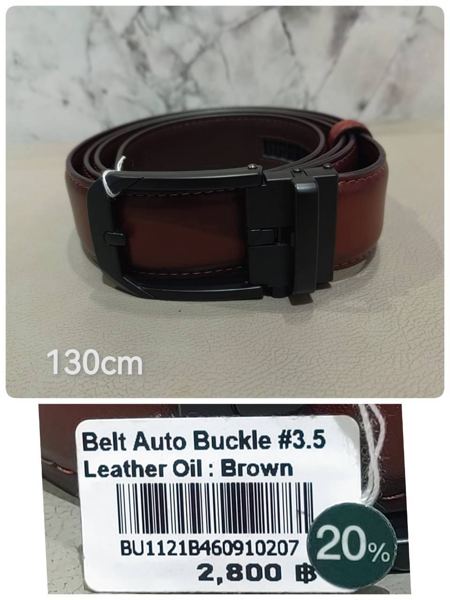 130cm
Belt Auto Buckle #3.5
Leather Oil : Brown
BU1121B460910207
20%
2,800 ฿